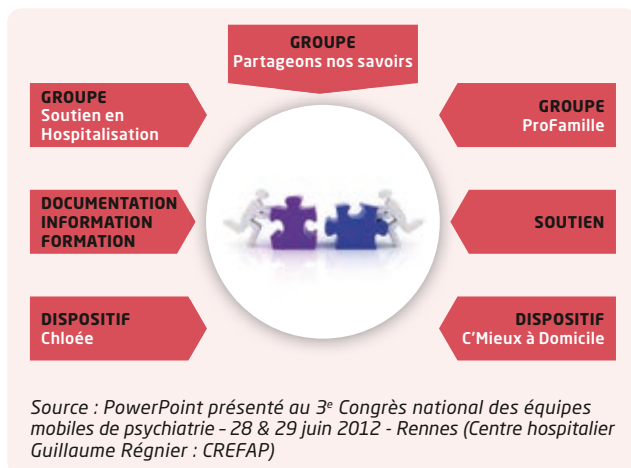 GROUPE
Partageons nos savoirs
GROUPE
Soutien en
Hospitalisation
GROUPE
ProFamille
DOCUMENTATION
INFORMATION
FORMATION
SOUTIEN
DISPOSITIF
Chloée
DISPOSITIF
C'Mieux à Domicile
Source : PowerPoint présenté au 3e Congrès national des équipes
mobiles de psychiatrie – 28 & 29 juin 2012 - Rennes (Centre hospitalier
Guillaume Régnier : CREFAP)